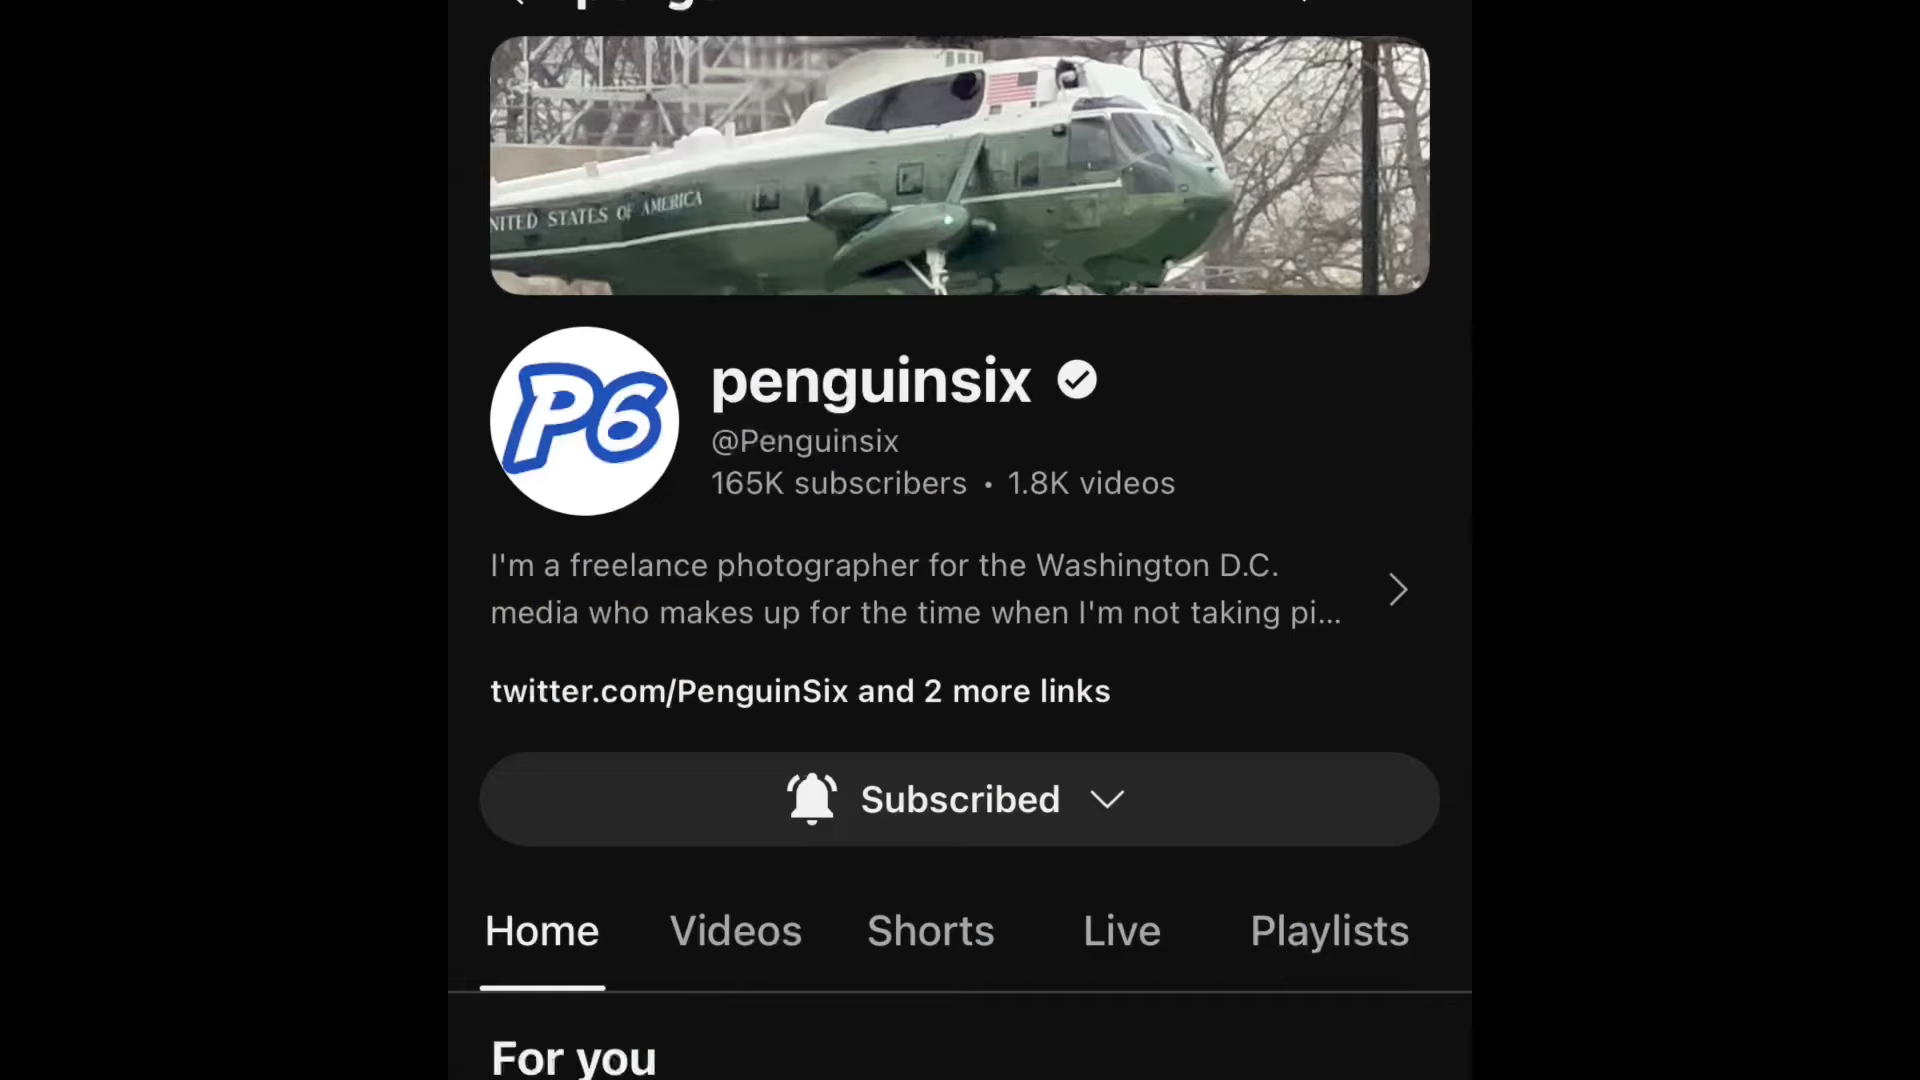 NITED STATES OF AMERICA
P6
penguinsix
@Penguinsix
165K subscribers • 1.8K videos
I'm a freelance photographer for the Washington D.C.
media who makes up for the time when I'm not taking pi...
twitter.com/PenguinSix and 2 more links
Subscribed
Home Videos Shorts Live Playlists
For you